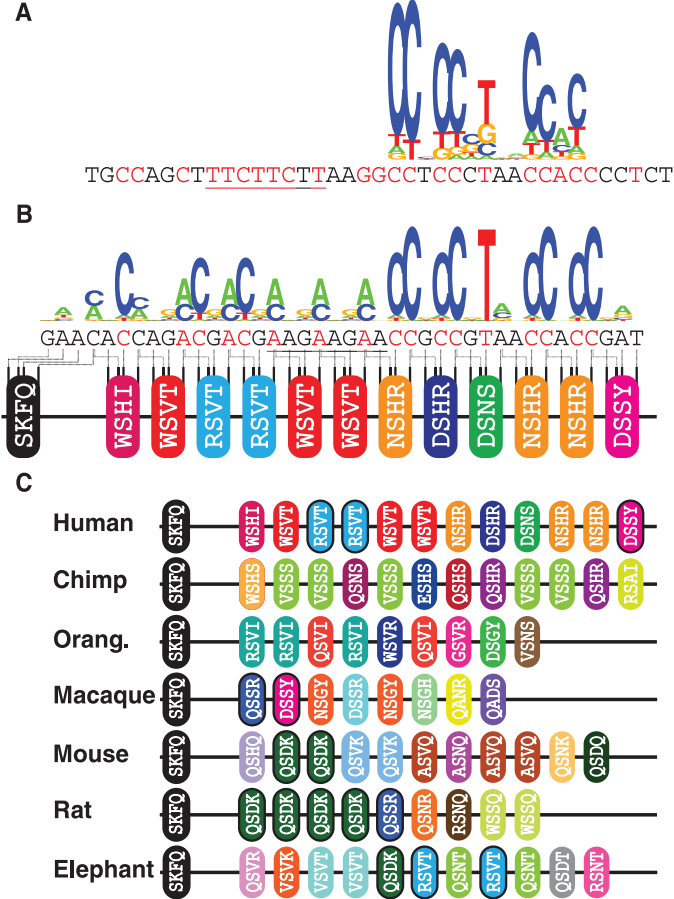 A
TGCCAGCTTTCTTCTTAAGGCCTCCCTAACCACCCCTCT
B
GAACACCAGACGACGAAGAAGAACCGCCGTAACCACCGAT
SKFQ WSHI WSVT RSVT RSVT WSVT WSVT NSHR DSHR DSNS NSHR NSHR DSSY
C
Human SKFQ WSHI WSVT RSVT RSVT WSVT WSVT NSHR DSHR DSNS NSHR NSHR DSSY
Chimp SKFQ WSHS VSSS VSSS QSNS VSSS ESHS QSHS QSHR VSSS VSSS QSHR RSAI
Orang. SKFQ RSVI RSVI QSVI RSVI WSVR QSVI GSVR DSGY VSNS
Macaque SKFQ QSSR DSSY NSGY DSSR NSGY NSGH QANR QADS
Mouse SKFQ QSHQ QSDK QSDK QSVK QSYK ASVQ ASNQ ASVQ ASVQ QSNK QSDQ
Rat SKFQ QSDK QSDK QSDK QSDK QSSR QSNR RSNQ WSSQ WSSQ
Elephant SKFQ QSVR VSVK VSVT VSVT QSDK RSVT QSNT RSVT QSNT QSDT RSNT